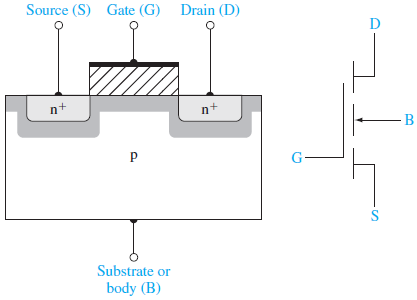 Source (S) Gate (G) Drain (D)
n+ n+
p
Substrate or
body (B)
D
B
G
S